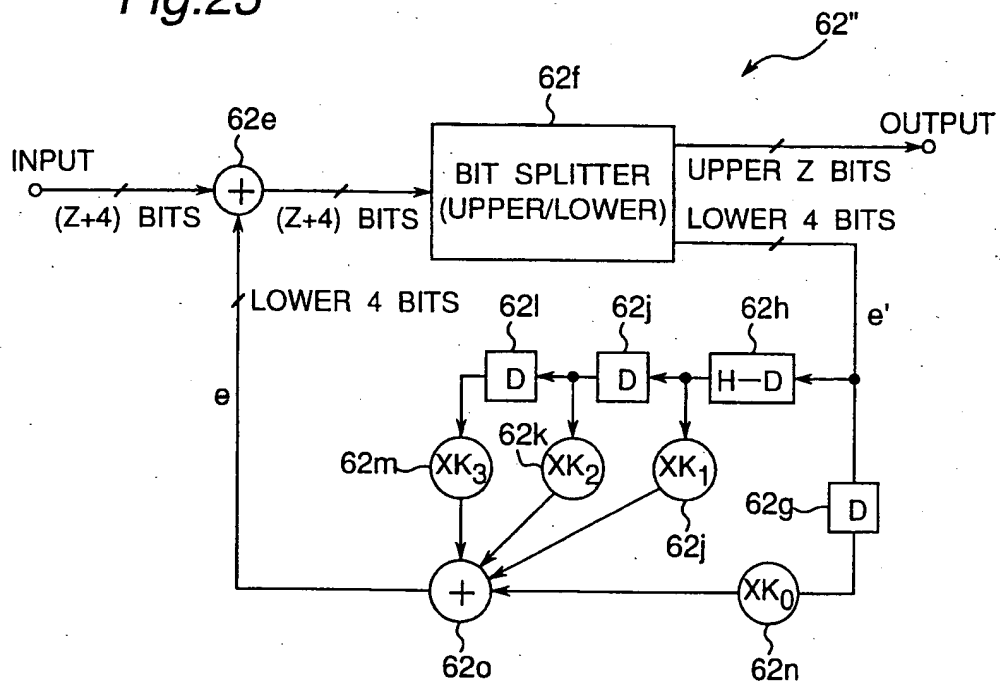 Fig.25
62"
62f
62e
OUTPUT
INPUT
BIT SPLITTER
(UPPER/LOWER)
UPPER Z BITS
(Z+4) BITS
(Z+4) BITS
LOWER 4 BITS
LOWER 4 BITS
62l
62j
62h
e'
D
D
H—D
e
62k
62m
XK3
XK2
XK1
62g
D
62j
+
XK0
62o
62n
+